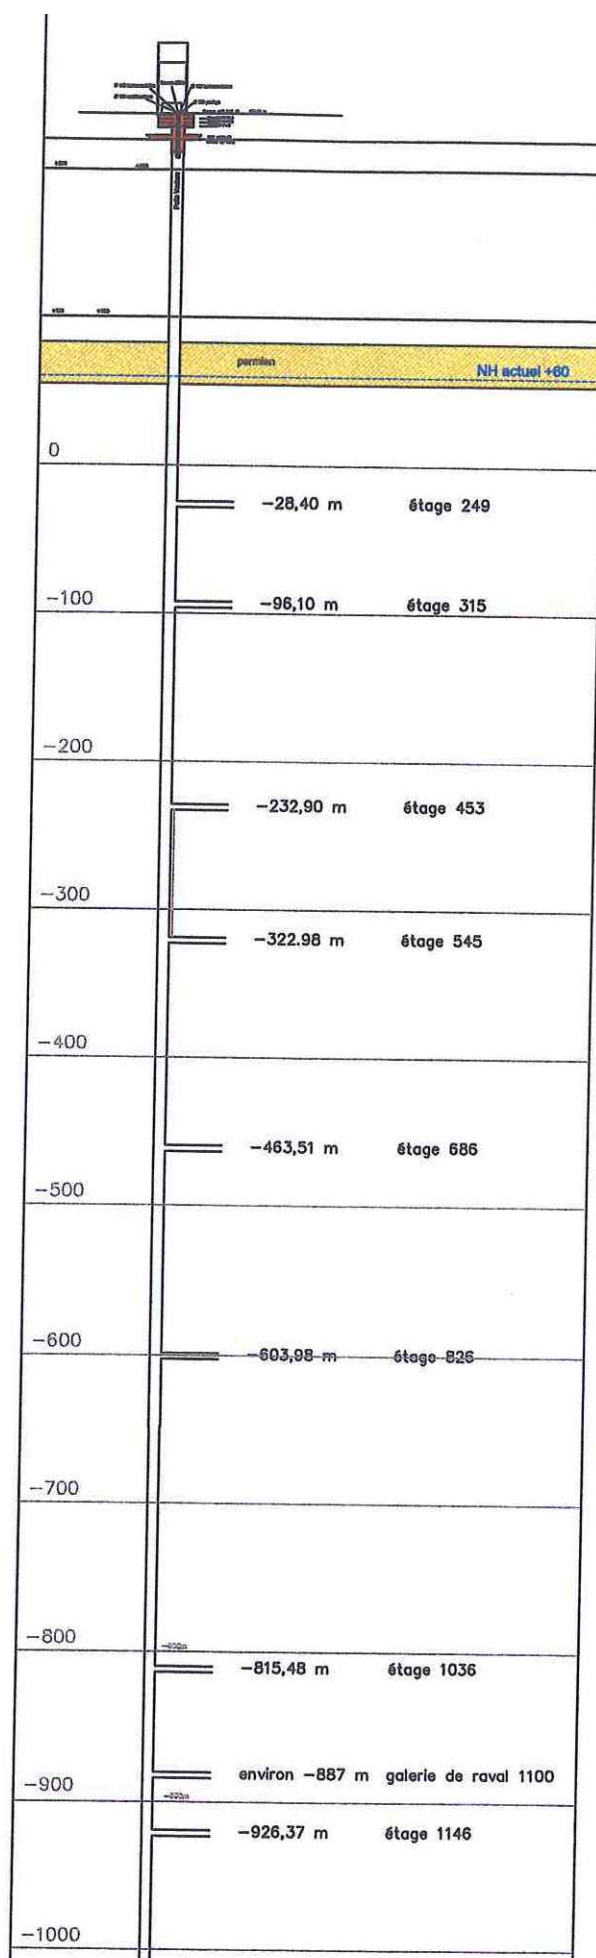 permien
NH actuel +60
0
-28,40 m étage 249
-96,10 m étage 315
-100
-200
-232,90 m étage 453
-300
-322.98 m étage 545
-400
-463,51 m étage 686
-500
-600
-603,98 m étage 826
-700
-800
-815,48 m étage 1036
environ -887 m galerie de raval 1100
-900
-926,37 m étage 1146
-1000